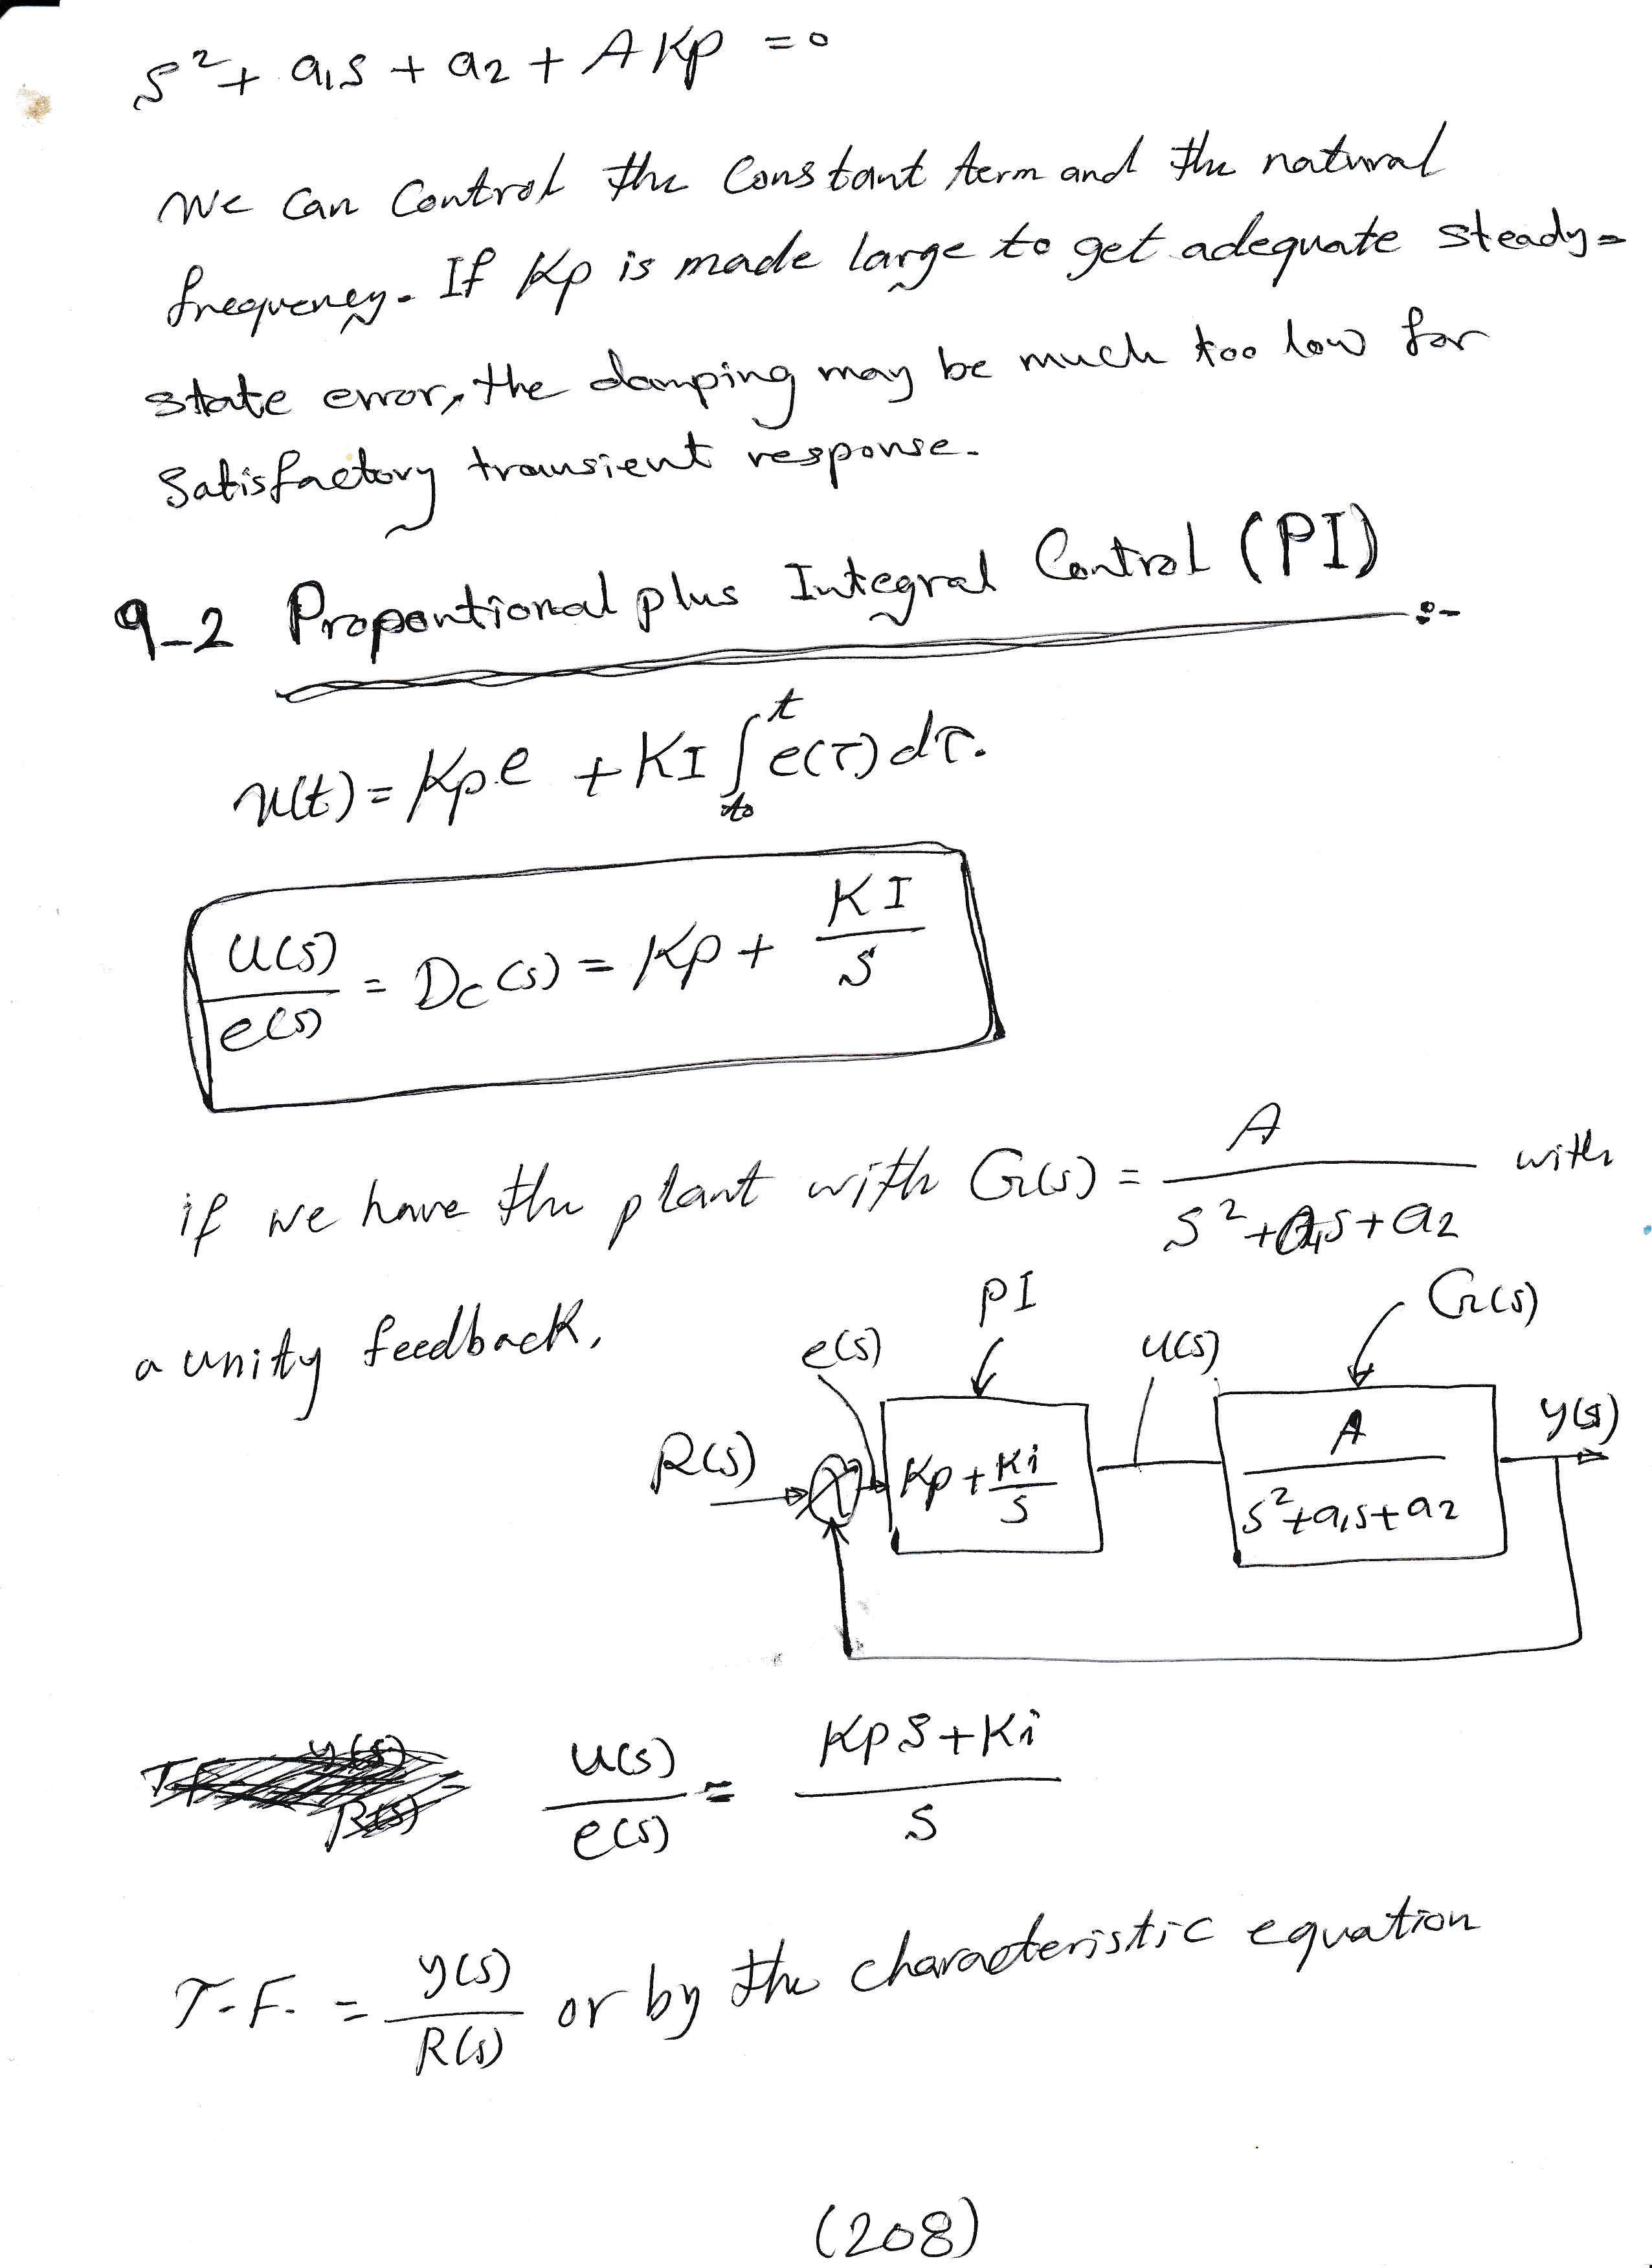 s² + a₁s + a₂ + A Kp = 0
We can control the constant term and the natural
frequency. If Kp is made large to get adequate steady-
state error, the damping may be much too low for
satisfactory transient response.
9-2 Proportional plus Integral Control (PI) :-
u(t) = Kp e + KI ∫_{t₀}^{t} e(τ) dτ.
U(s)/e(s) = Dc(s) = Kp + KI/s
if we have the plant with G(s) = A/(s² + a₁s + a₂) with
a unity feedback,
PI
G(s)
e(s)
u(s)
R(s)
Kp + Ki/s
A/(s² + a₁s + a₂)
y(s)
T.F. y(s)/R(s) =
u(s)/e(s) = (Kp s + Ki)/s
T.F. = y(s)/R(s) or by the characteristic equation
(208)